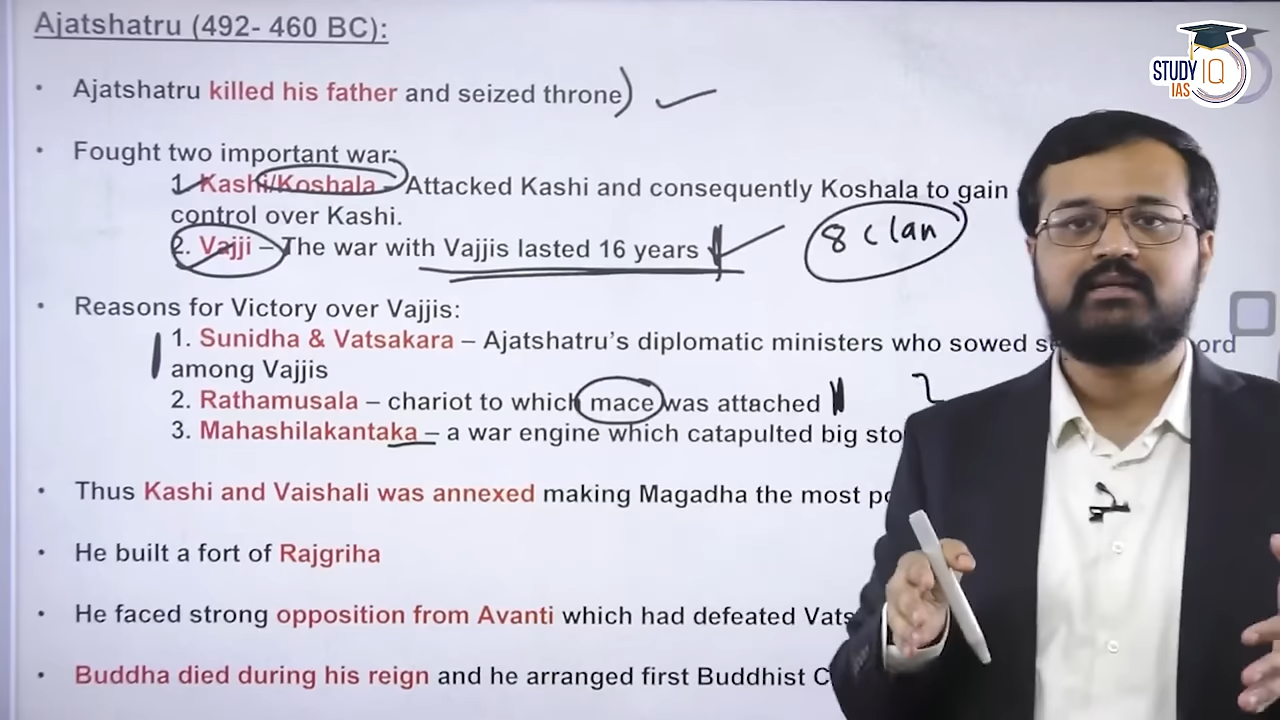 Ajatshatru (492- 460 BC):
STUDY IQ
IAS
• Ajatshatru killed his father and seized throne)
• Fought two important war:
1. Kashi/Koshala – Attacked Kashi and consequently Koshala to gain
control over Kashi.
2. Vajji – The war with Vajjis lasted 16 years
8 clan
• Reasons for Victory over Vajjis:
1. Sunidha & Vatsakara – Ajatshatru's diplomatic ministers who sowed
among Vajjis
2. Rathamusala – chariot to which mace was attached
3. Mahashilakantaka – a war engine which catapulted big
• Thus Kashi and Vaishali was annexed making Magadha the most
• He built a fort of Rajgriha
• He faced strong opposition from Avanti which had defeated
• Buddha died during his reign and he arranged first Buddhist